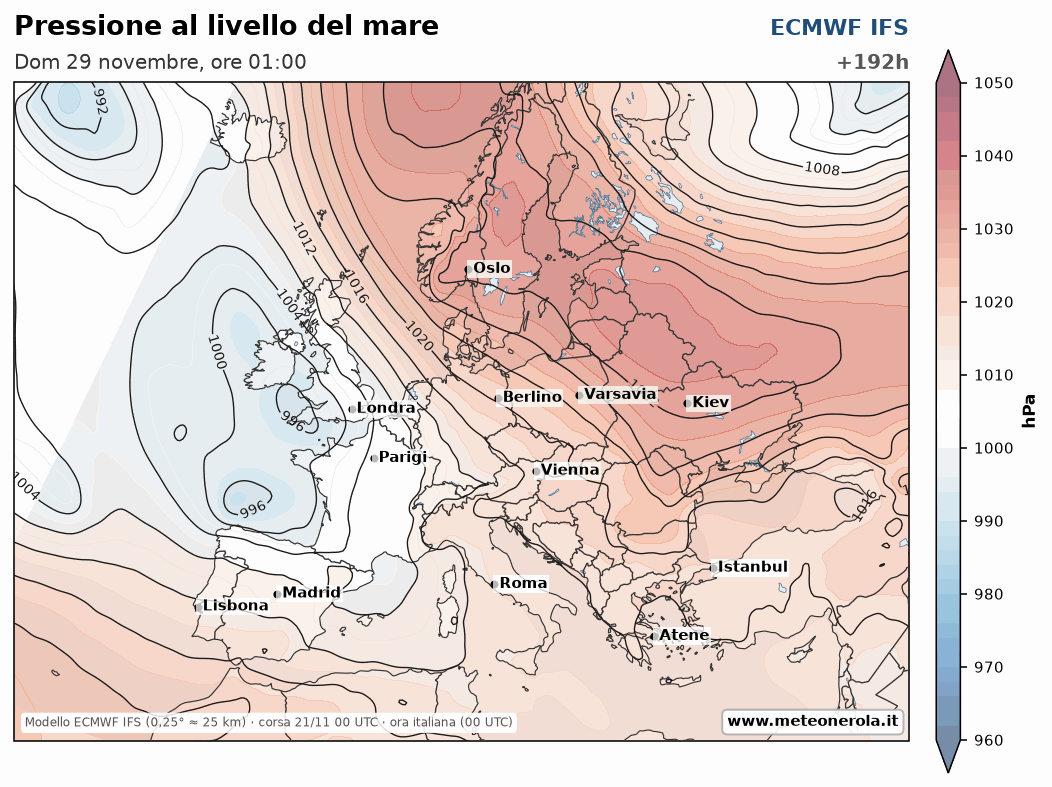 Pressione al livello del mare
ECMWF IFS
Dom 29 novembre, ore 01:00
+192h
992
1008
1012
1016
1004
1020
1000
996
996
1004
1016
Oslo
Londra
Berlino
Varsavia
Kiev
Parigi
Vienna
Istanbul
Roma
Madrid
Lisbona
Atene
Modello ECMWF IFS (0,25° ≈ 25 km) · corsa 21/11 00 UTC · ora italiana (00 UTC)
www.meteonerola.it
1050
1040
1030
1020
1010
1000
990
980
970
960
hPa